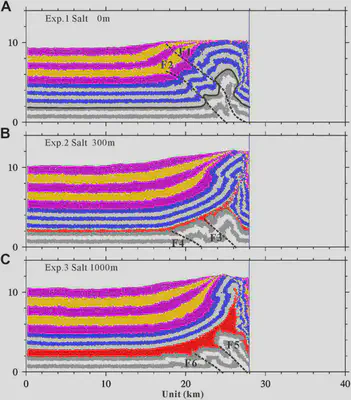 A
Exp.1 Salt 0m
10
F1
F2
0
B
Exp.2 Salt 300m
10
F3
F4
0
C
Exp.3 Salt 1000m
10
F5
F6
0
0 10 20 30 40
Unit (km)